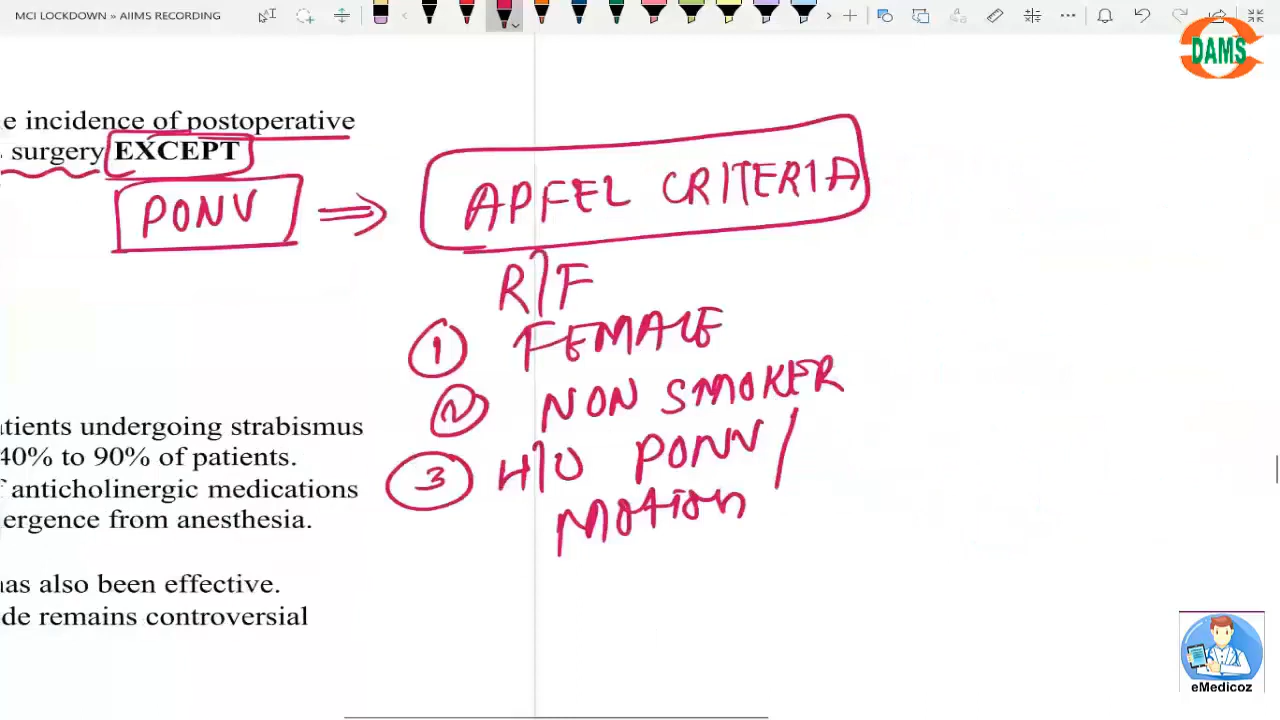 MCI LOCKDOWN » AIIMS RECORDING
DAMS
e incidence of postoperative
surgery EXCEPT
PONV ⇒ APFEL CRITERIA
R/F
① FEMALE
② NON SMOKER
③ H/O PONV /
MOTION
tients undergoing strabismus
40% to 90% of patients.
f anticholinergic medications
ergence from anesthesia.
has also been effective.
de remains controversial
eMedicoz